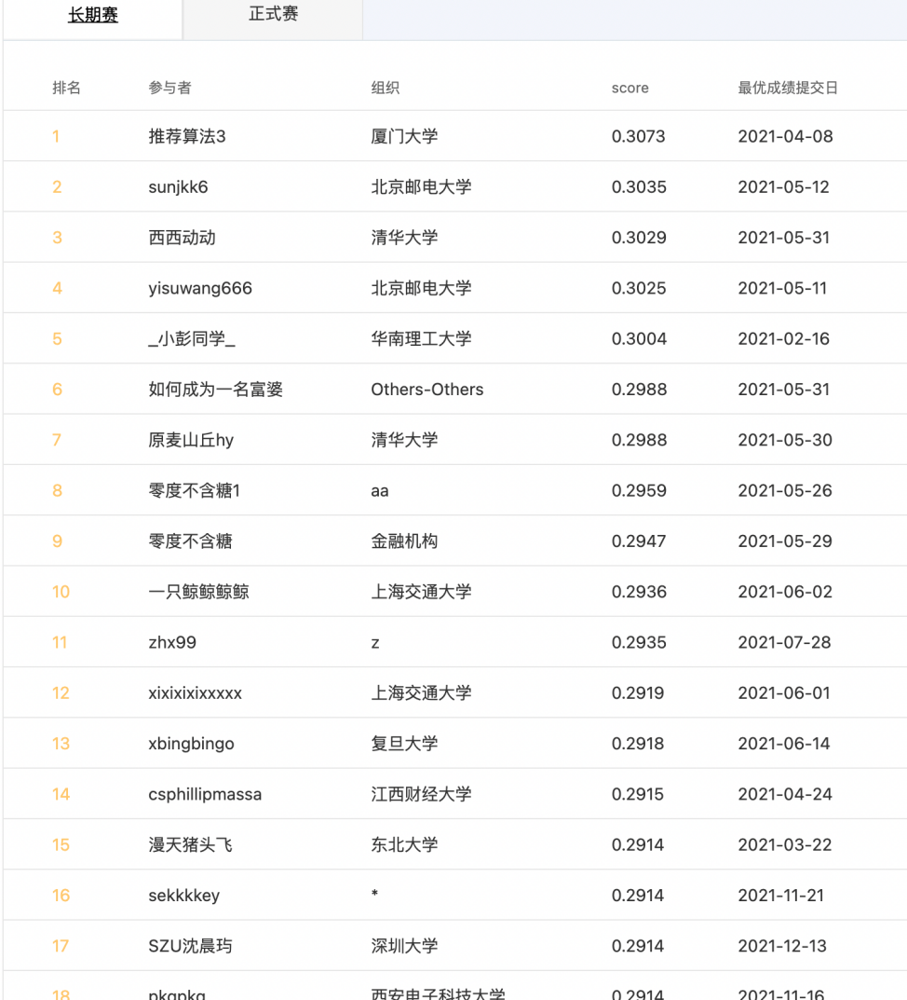 长期赛 正式赛
排名 参与者 组织 score 最优成绩提交日
1 推荐算法3 厦门大学 0.3073 2021-04-08
2 sunjkk6 北京邮电大学 0.3035 2021-05-12
3 西西动动 清华大学 0.3029 2021-05-31
4 yisuwang666 北京邮电大学 0.3025 2021-05-11
5 _小彭同学_ 华南理工大学 0.3004 2021-02-16
6 如何成为一名富婆 Others-Others 0.2988 2021-05-31
7 原麦山丘hy 清华大学 0.2988 2021-05-30
8 零度不含糖1 aa 0.2959 2021-05-26
9 零度不含糖 金融机构 0.2947 2021-05-29
10 一只鲸鲸鲸鲸 上海交通大学 0.2936 2021-06-02
11 zhx99 z 0.2935 2021-07-28
12 xixixixixxxxx 上海交通大学 0.2919 2021-06-01
13 xbingbingo 复旦大学 0.2918 2021-06-14
14 csphillipmassa 江西财经大学 0.2915 2021-04-24
15 漫天猪头飞 东北大学 0.2914 2021-03-22
16 sekkkkey * 0.2914 2021-11-21
17 SZU沈晨玙 深圳大学 0.2914 2021-12-13
18 西安电子科技大学 0.2914 2021-11-16